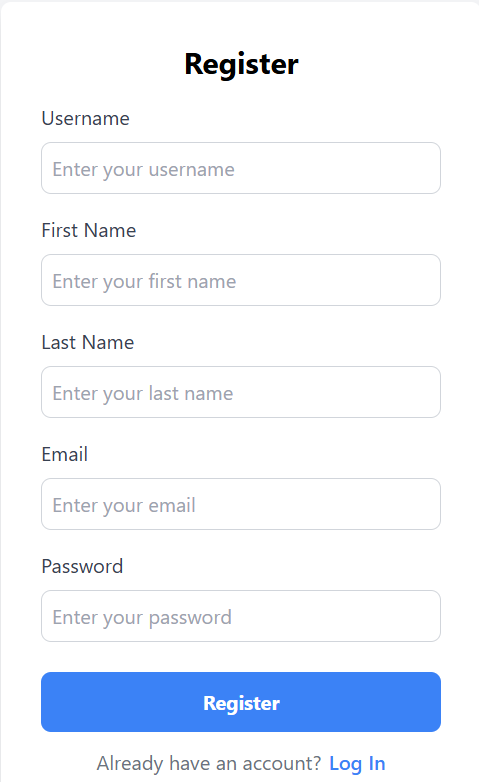 Register
Username
Enter your username
First Name
Enter your first name
Last Name
Enter your last name
Email
Enter your email
Password
Enter your password
Register
Already have an account? Log In